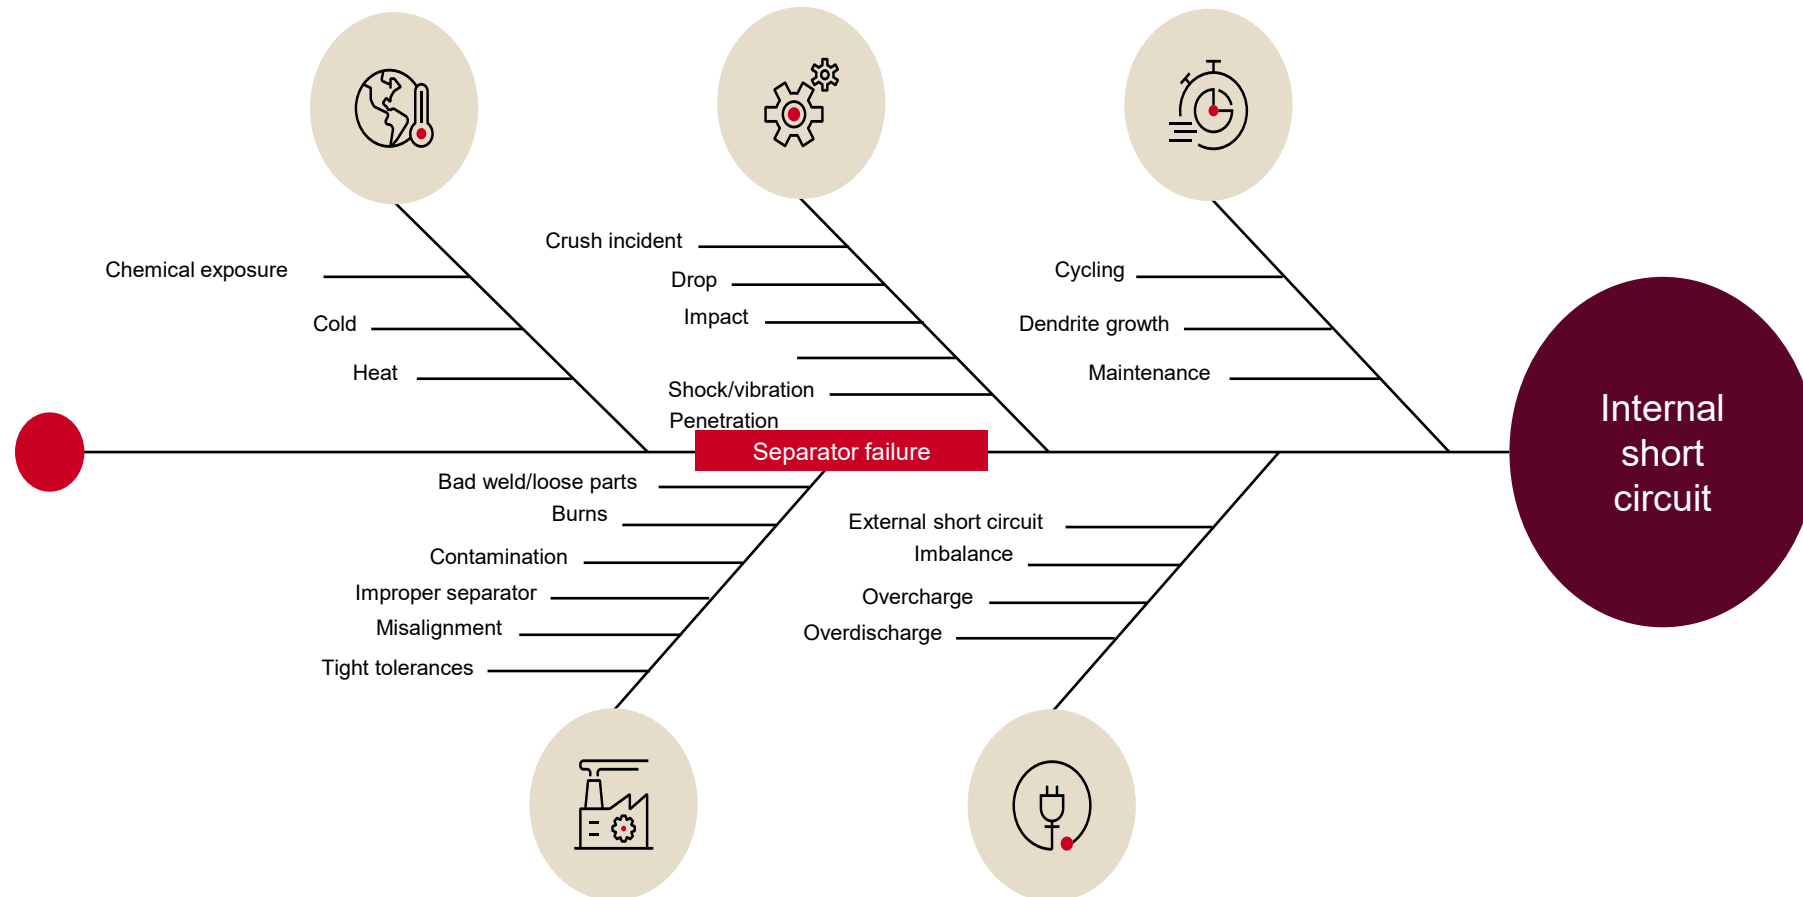 Chemical exposure
Cold
Heat
Crush incident
Drop
Impact
Shock/vibration
Penetration
Cycling
Dendrite growth
Maintenance
Separator failure
Internal
short
circuit
Bad weld/loose parts
Burns
Contamination
Improper separator
Misalignment
Tight tolerances
External short circuit
Imbalance
Overcharge
Overdischarge